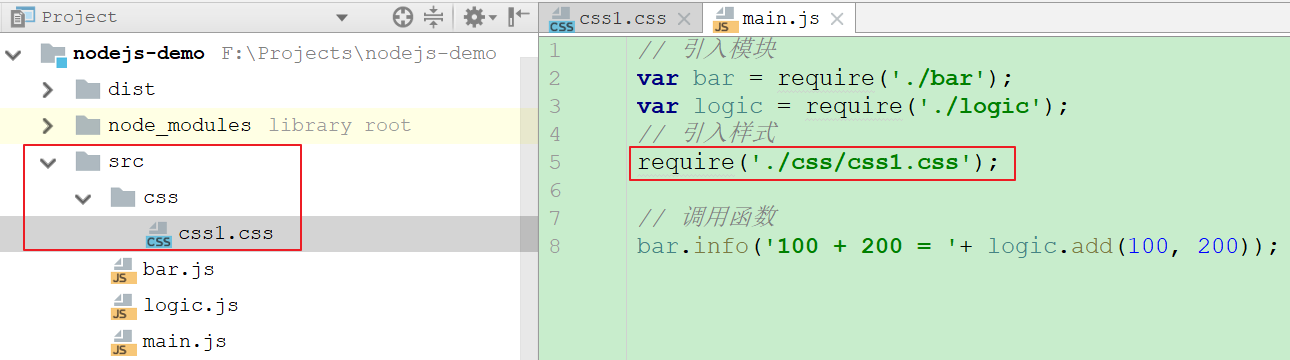 Project
nodejs-demo F:\Projects\nodejs-demo
dist
node_modules library root
src
css
CSS css1.css
JS bar.js
JS logic.js
JS main.js
CSS css1.css JS main.js
1 // 引入模块
2 var bar = require('./bar');
3 var logic = require('./logic');
4 // 引入样式
5 require('./css/css1.css');
6
7 // 调用函数
8 bar.info('100 + 200 = '+ logic.add(100, 200));